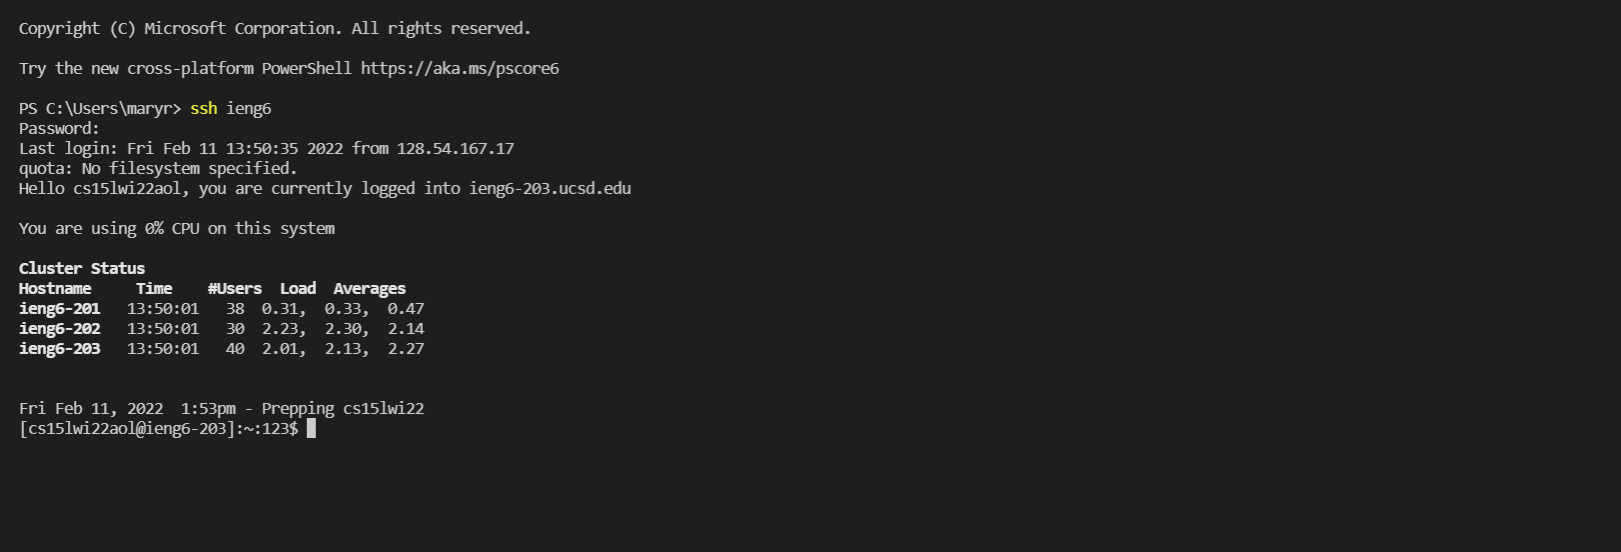 Copyright (C) Microsoft Corporation. All rights reserved.
Try the new cross-platform PowerShell https://aka.ms/pscore6
PS C:\Users\maryr> ssh ieng6
Password:
Last login: Fri Feb 11 13:50:35 2022 from 128.54.167.17
quota: No filesystem specified.
Hello cs15lwi22aol, you are currently logged into ieng6-203.ucsd.edu
You are using 0% CPU on this system
Cluster Status
Hostname     Time    #Users  Load  Averages
ieng6-201   13:50:01   38  0.31,  0.33,  0.47
ieng6-202   13:50:01   30  2.23,  2.30,  2.14
ieng6-203   13:50:01   40  2.01,  2.13,  2.27
Fri Feb 11, 2022  1:53pm - Prepping cs15lwi22
[cs15lwi22aol@ieng6-203]:~:123$